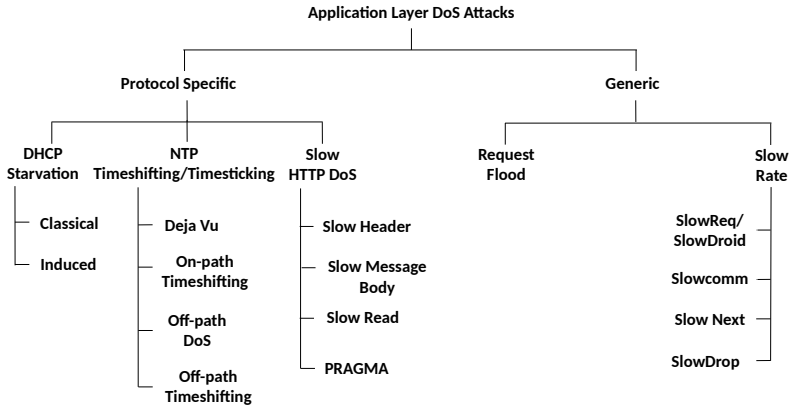 Application Layer DoS Attacks
Protocol Specific
Generic
DHCP
Starvation
NTP
Timeshifting/Timesticking
Slow
HTTP DoS
Request
Flood
Slow
Rate
Classical
Induced
Deja Vu
On-path
Timeshifting
Off-path
DoS
Off-path
Timeshifting
Slow Header
Slow Message
Body
Slow Read
PRAGMA
SlowReq/
SlowDroid
Slowcomm
Slow Next
SlowDrop